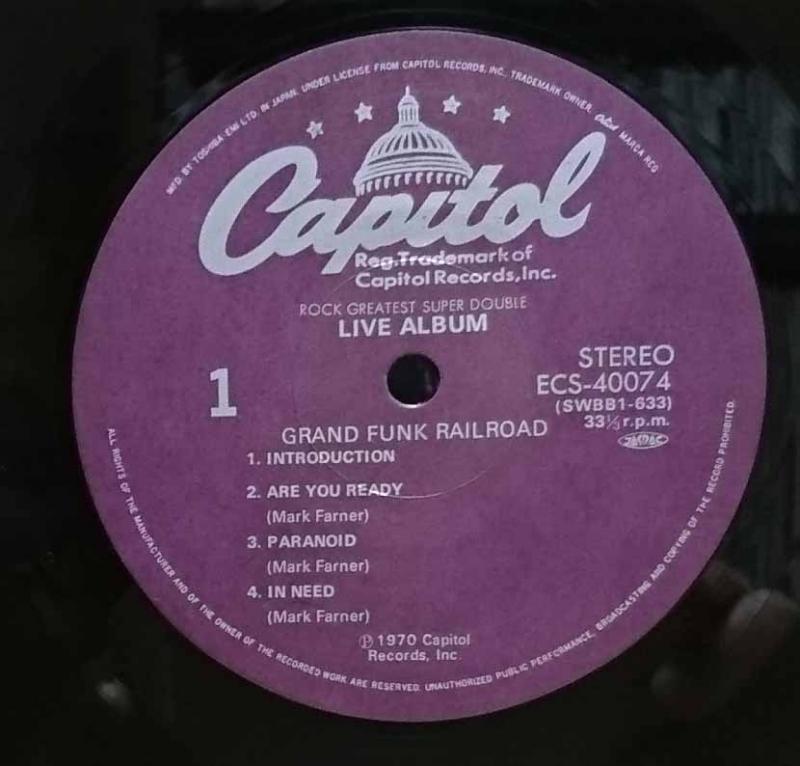 MFD. BY TOSHIBA-EMI LTD. IN JAPAN UNDER LICENSE FROM CAPITOL RECORDS, INC., TRADEMARK OWNER. MARCA REG
Capitol
Reg.Trademark of
Capitol Records,Inc.
ROCK GREATEST SUPER DOUBLE
LIVE ALBUM
STEREO
ECS-40074
(SWBB1-633)
33⅓ r.p.m.
JASRAC
1
GRAND FUNK RAILROAD
1. INTRODUCTION
2. ARE YOU READY
(Mark Farner)
3. PARANOID
(Mark Farner)
4. IN NEED
(Mark Farner)
℗ 1970 Capitol
Records, Inc.
ALL RIGHTS OF THE MANUFACTURER AND OF THE OWNER OF THE RECORDED WORK ARE RESERVED. UNAUTHORIZED PUBLIC PERFORMANCE, BROADCASTING AND COPYING OF THE RECORD PROHIBITED.